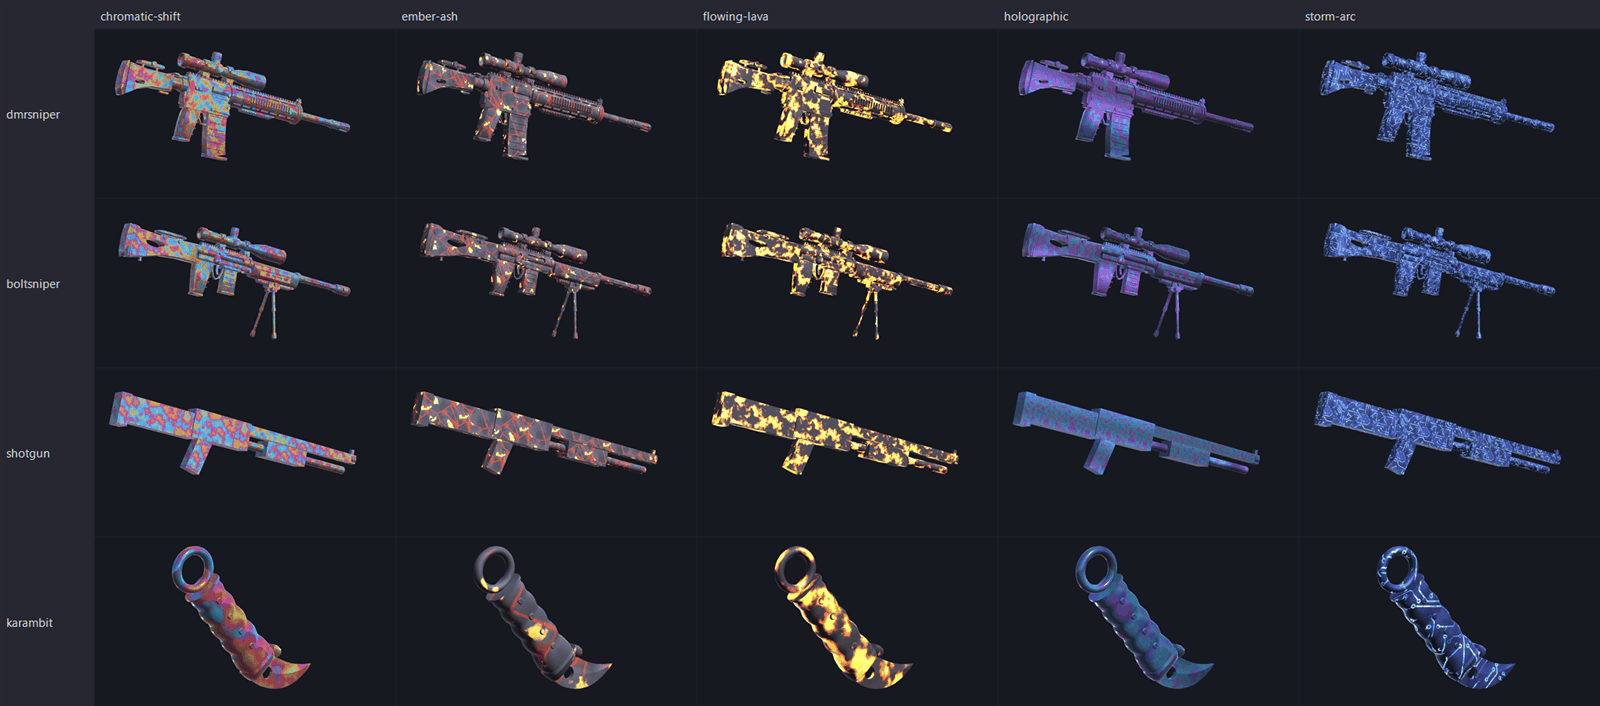 chromatic-shift ember-ash flowing-lava holographic storm-arc
dmrsniper
boltsniper
shotgun
karambit